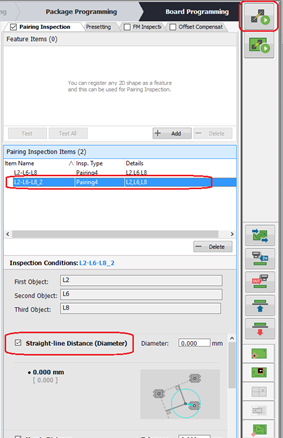 ng
Package Programming
Board Programming
Pairing Inspection
Presetting
FM Inspecti
Offset Compensat
Feature Items (0)
You can register any 2D shape as a feature
and this can be used for Pairing Inspection.
Test
Test All
Add
Delete
Pairing Inspection Items (2)
Item Name
Insp. Type
Details
L2-L6-L8
Pairing4
L2,L6,L8
L2-L6-L8_2
Pairing4
L2,L6,L8
Delete
Inspection Conditions:L2-L6-L8_2
First Object:
L2
Second Object:
L6
Third Object:
L8
Straight-line Distance (Diameter)
Diameter:
0.000
mm
0.000 mm
[ 0.000 ]